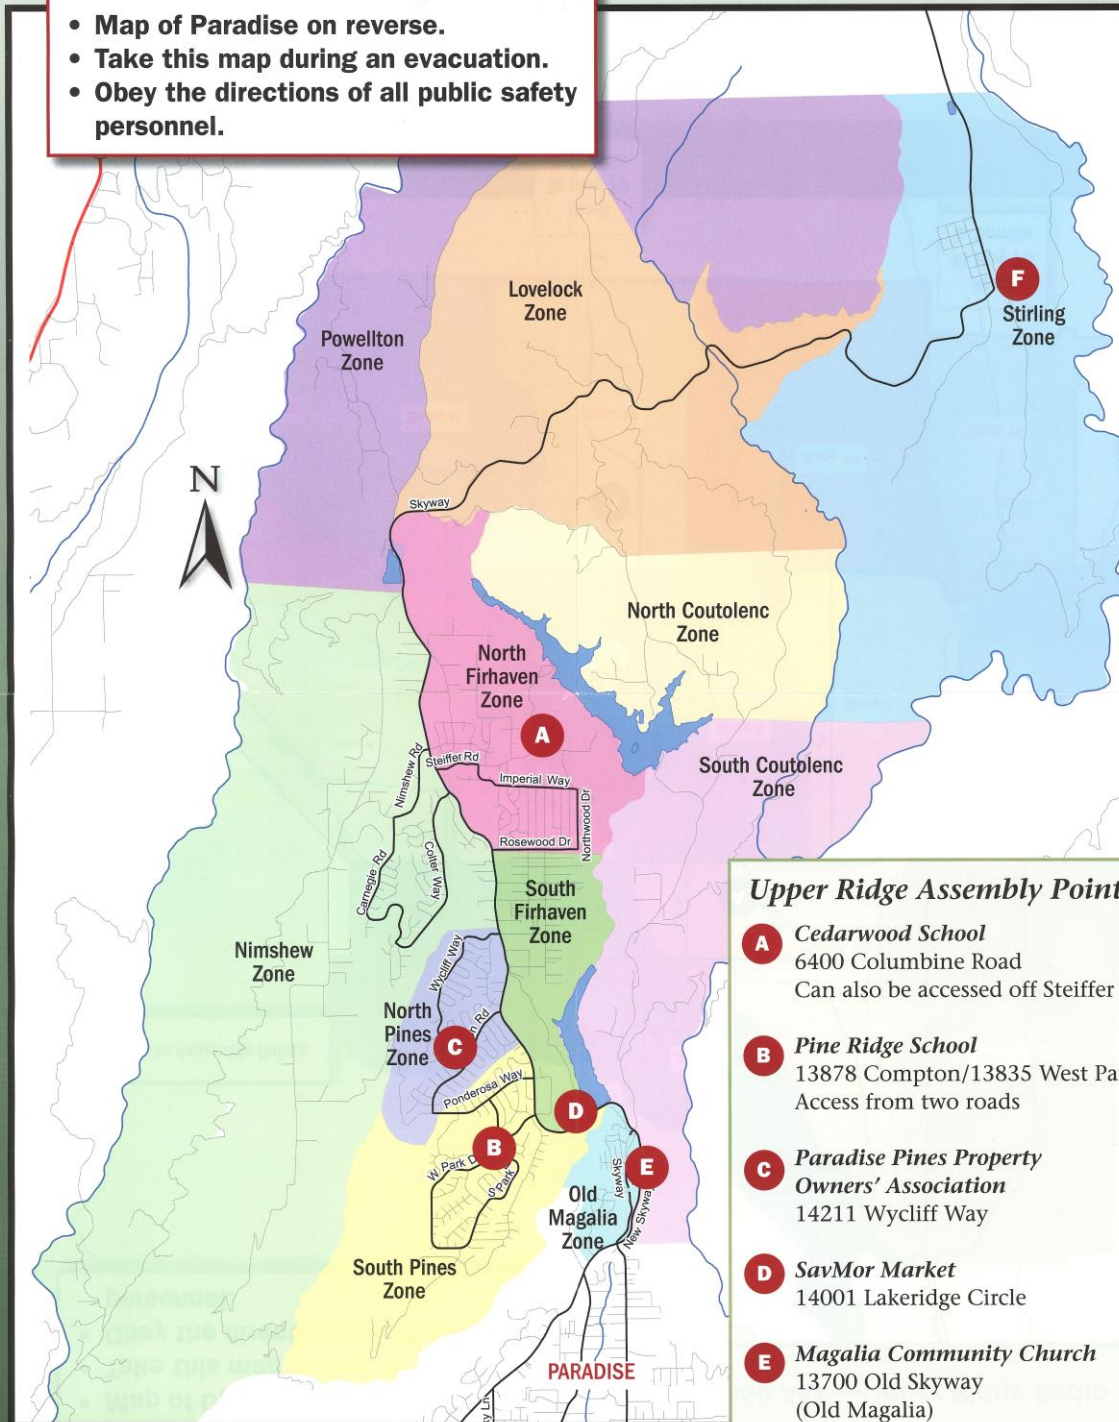 • Map of Paradise on reverse.
• Take this map during an evacuation.
• Obey the directions of all public safety
personnel.
F
Stirling
Zone
Lovelock
Zone
Powellton
Zone
N
Skyway
North Coutolenc
Zone
North
Firhaven
Zone
A
South Coutolenc
Zone
Nimshew Rd
Steiffer Rd
Imperial Way
Northwood Dr
Rosewood Dr
Carnegie Rd
Colter Way
South
Firhaven
Zone
Nimshew
Zone
Wycliff Way
North
Pines
Zone
C
Rd
Ponderosa Way
D
B
W. Park
S Park
E
Skyway
New Skyway
Old
Magalia
Zone
South Pines
Zone
PARADISE
Upper Ridge Assembly Point
A Cedarwood School
6400 Columbine Road
Can also be accessed off Steiffer
B Pine Ridge School
13878 Compton/13835 West Pa
Access from two roads
C Paradise Pines Property
Owners' Association
14211 Wycliff Way
D SavMor Market
14001 Lakeridge Circle
E Magalia Community Church
13700 Old Skyway
(Old Magalia)